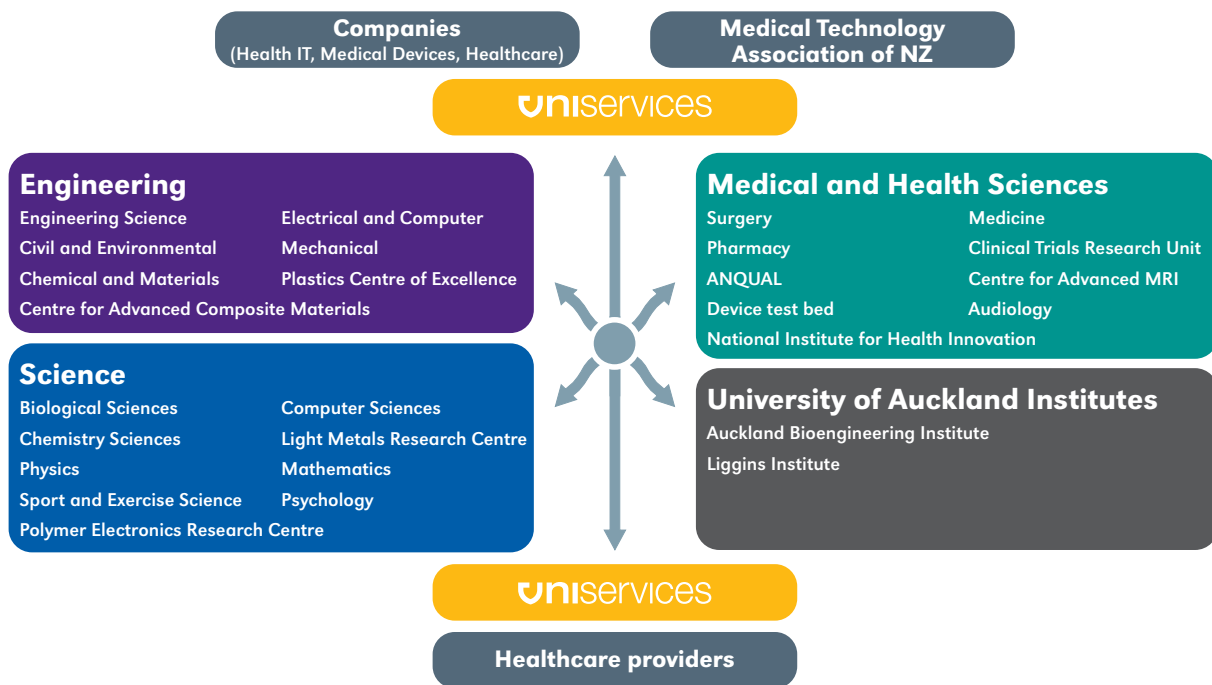 Companies
(Health IT, Medical Devices, Healthcare)
Medical Technology
Association of NZ
uniservices
Engineering
Engineering Science
Electrical and Computer
Civil and Environmental
Mechanical
Chemical and Materials
Plastics Centre of Excellence
Centre for Advanced Composite Materials
Medical and Health Sciences
Surgery
Medicine
Pharmacy
Clinical Trials Research Unit
ANQUAL
Centre for Advanced MRI
Device test bed
Audiology
National Institute for Health Innovation
Science
Biological Sciences
Computer Sciences
Chemistry Sciences
Light Metals Research Centre
Physics
Mathematics
Sport and Exercise Science
Psychology
Polymer Electronics Research Centre
University of Auckland Institutes
Auckland Bioengineering Institute
Liggins Institute
uniservices
Healthcare providers